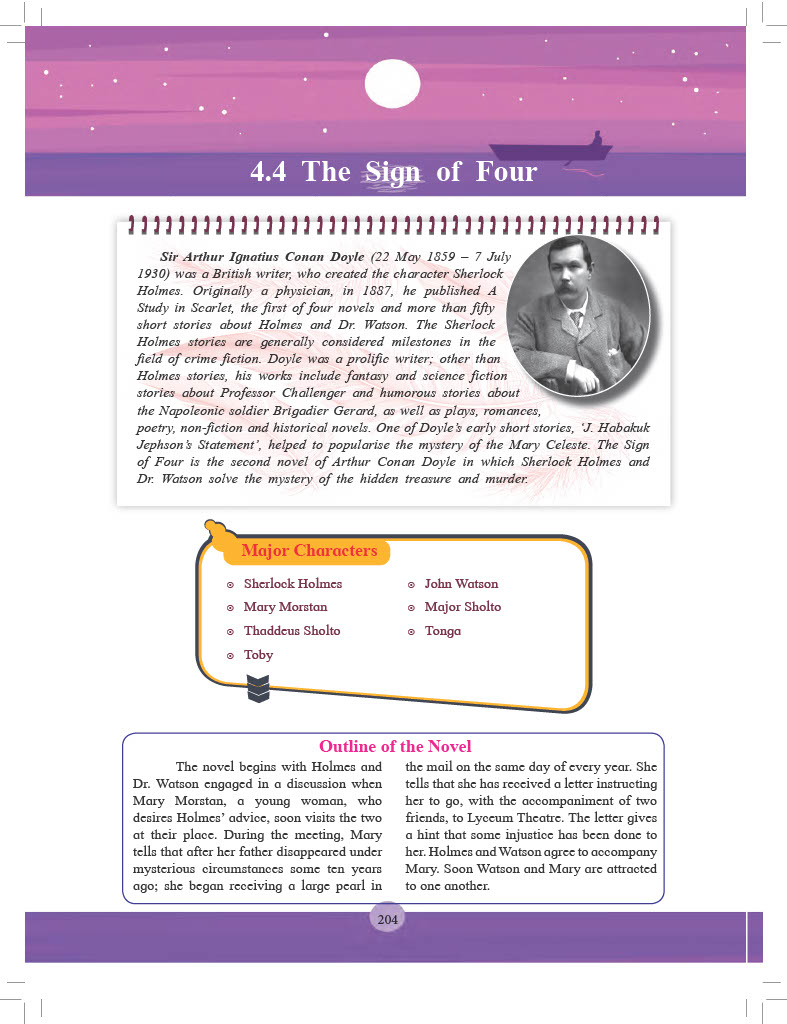 4.4 The Sign of Four
Sir Arthur Ignatius Conan Doyle (22 May 1859 – 7 July
1930) was a British writer, who created the character Sherlock
Holmes. Originally a physician, in 1887, he published A
Study in Scarlet, the first of four novels and more than fifty
short stories about Holmes and Dr. Watson. The Sherlock
Holmes stories are generally considered milestones in the
field of crime fiction. Doyle was a prolific writer; other than
Holmes stories, his works include fantasy and science fiction
stories about Professor Challenger and humorous stories about
the Napoleonic soldier Brigadier Gerard, as well as plays, romances,
poetry, non-fiction and historical novels. One of Doyle's early short stories, ‘J. Habakuk
Jephson's Statement’, helped to popularise the mystery of the Mary Celeste. The Sign
of Four is the second novel of Arthur Conan Doyle in which Sherlock Holmes and
Dr. Watson solve the mystery of the hidden treasure and murder.
Major Characters
Sherlock Holmes
Mary Morstan
Thaddeus Sholto
Toby
John Watson
Major Sholto
Tonga
Outline of the Novel
The novel begins with Holmes and
Dr. Watson engaged in a discussion when
Mary Morstan, a young woman, who
desires Holmes’ advice, soon visits the two
at their place. During the meeting, Mary
tells that after her father disappeared under
mysterious circumstances some ten years
ago; she began receiving a large pearl in
the mail on the same day of every year. She
tells that she has received a letter instructing
her to go, with the accompaniment of two
friends, to Lyceum Theatre. The letter gives
a hint that some injustice has been done to
her. Holmes and Watson agree to accompany
Mary. Soon Watson and Mary are attracted
to one another.
204